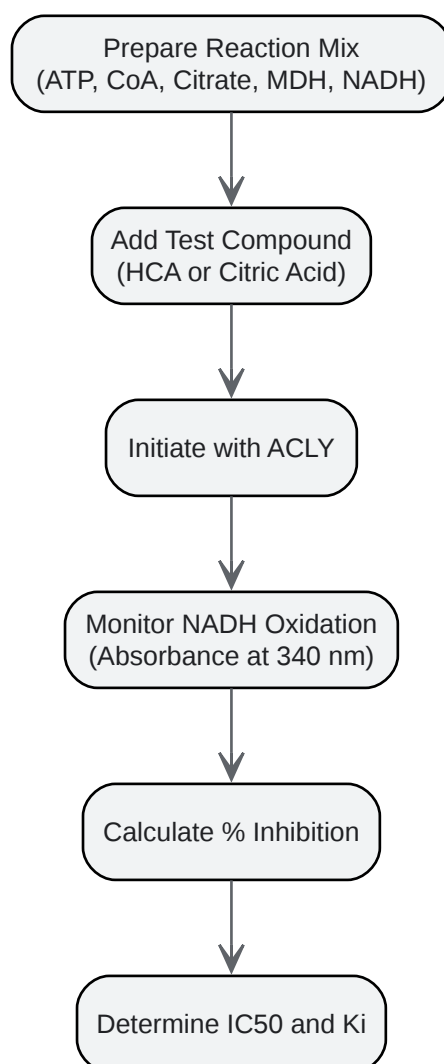 Prepare Reaction Mix
(ATP, CoA, Citrate, MDH, NADH)
Add Test Compound
(HCA or Citric Acid)
Initiate with ACLY
Monitor NADH Oxidation
(Absorbance at 340 nm)
Calculate % Inhibition
Determine IC50 and Ki